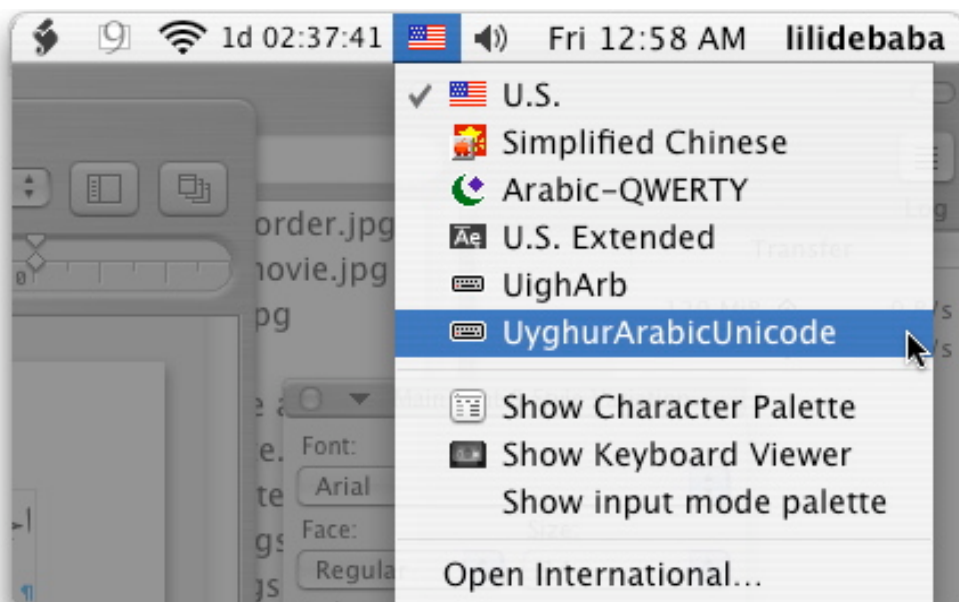 1d 02:37:41 Fri 12:58 AM lilidebaba
U.S.
Simplified Chinese
Arabic-QWERTY
U.S. Extended
UighArb
UyghurArabicUnicode
Show Character Palette
Show Keyboard Viewer
Show input mode palette
Open International...
order.jpg
movie.jpg
pg
Font:
Arial
Face:
Regular
Transfer
Size: